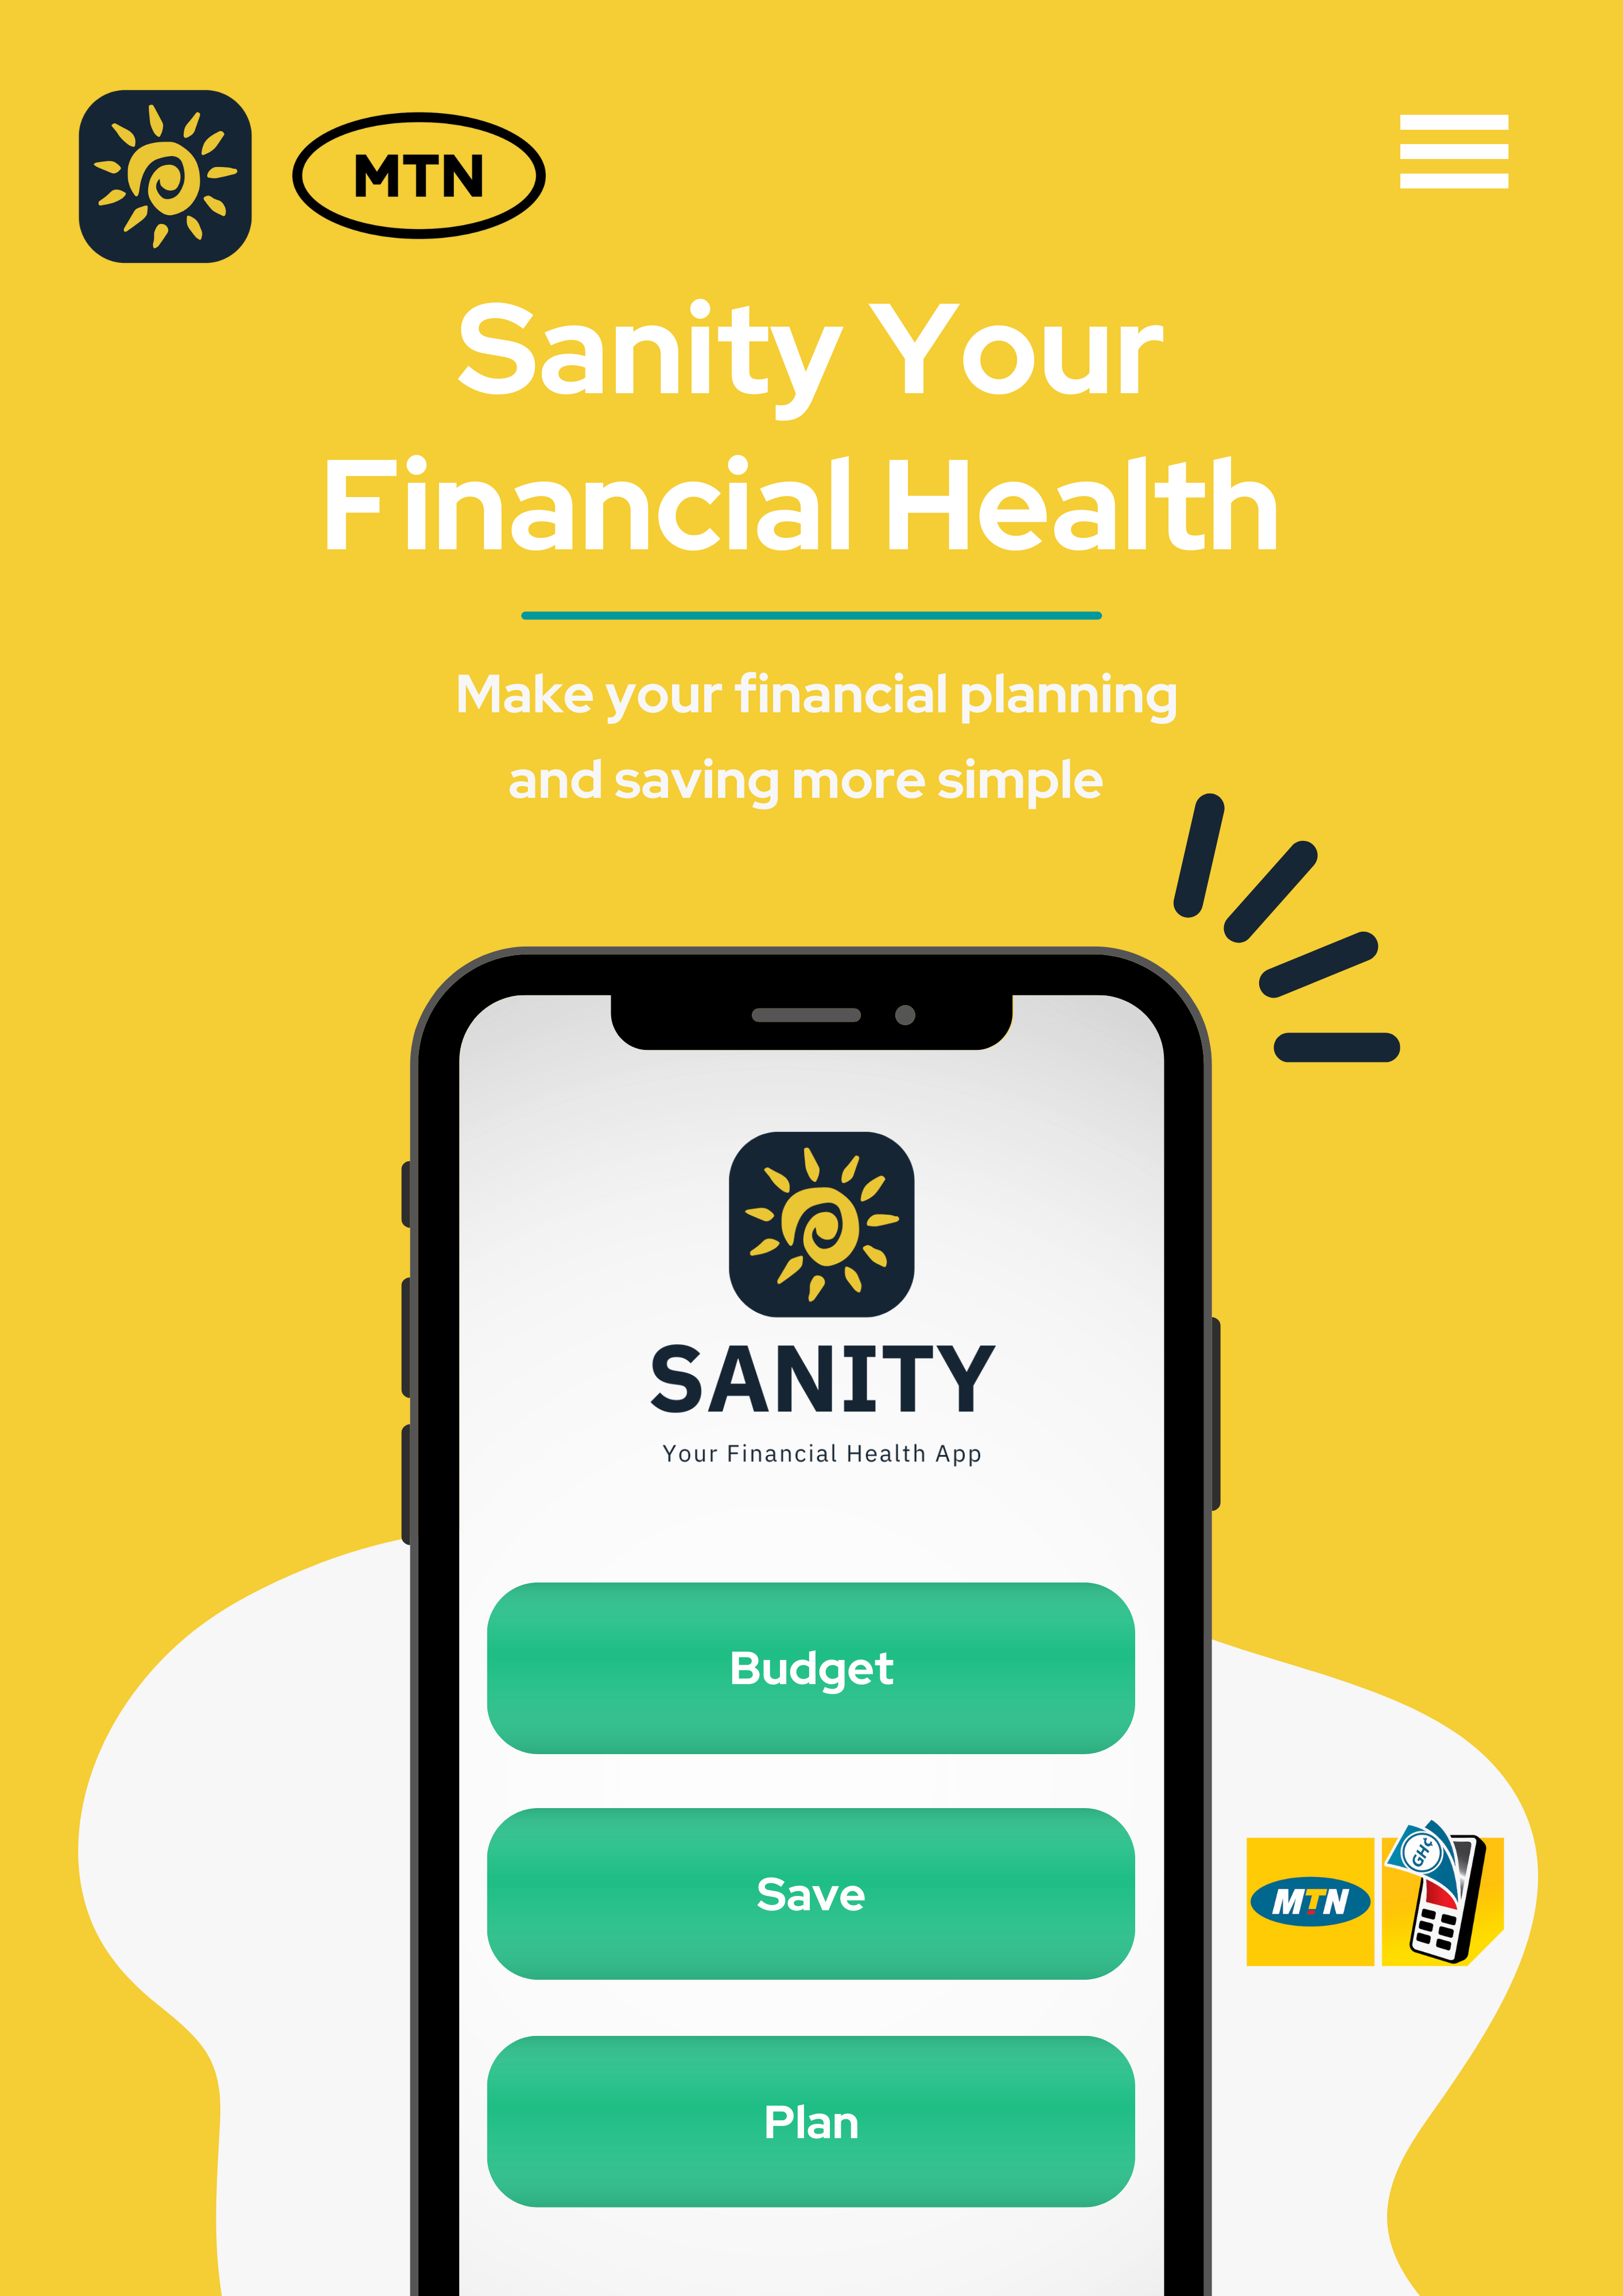 MTN
Sanity Your
Financial Health
Make your financial planning
and saving more simple
SANITY
Your Financial Health App
Budget
Save
Plan
MTN
GH¢